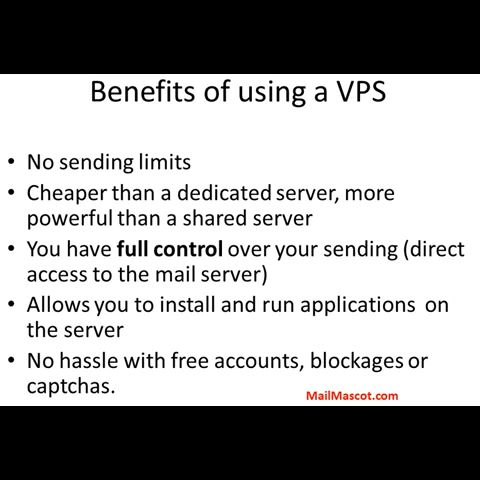 Benefits of using a VPS
• No sending limits
• Cheaper than a dedicated server, more
powerful than a shared server
• You have full control over your sending (direct
access to the mail server)
• Allows you to install and run applications on
the server
• No hassle with free accounts, blockages or
captchas.
MailMascot.com